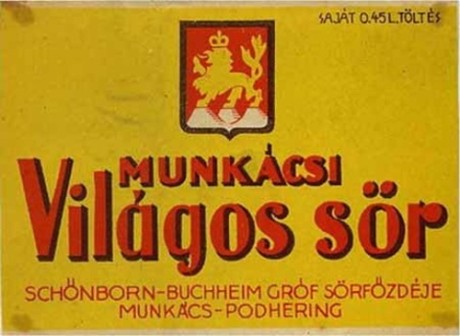 SAJÁT 0.45 L. TÖLTÉS
MUNKÁCSI
Világos sör
SCHÖNBORN-BUCHHEIM GRÓF SÖRFŐZDÉJE
MUNKÁCS-PODHERING